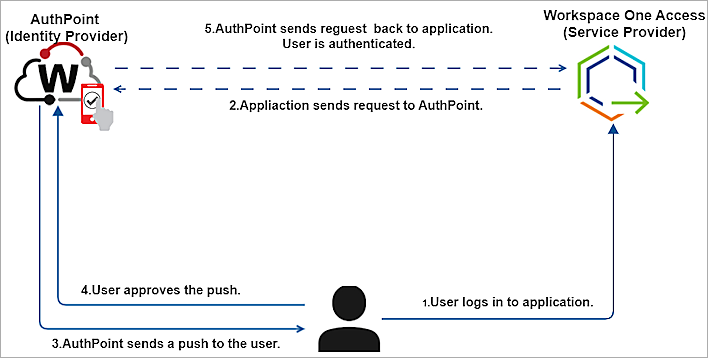 AuthPoint
(Identity Provider)
5.AuthPoint sends reguest back to application.
User is authenticated.
Workspace One Access
(Service Provider)
W
2.Appliaction sends request to AuthPoint.
4.User approves the push.
1.User logs in to application.
3.AuthPoint sends a push to the user.